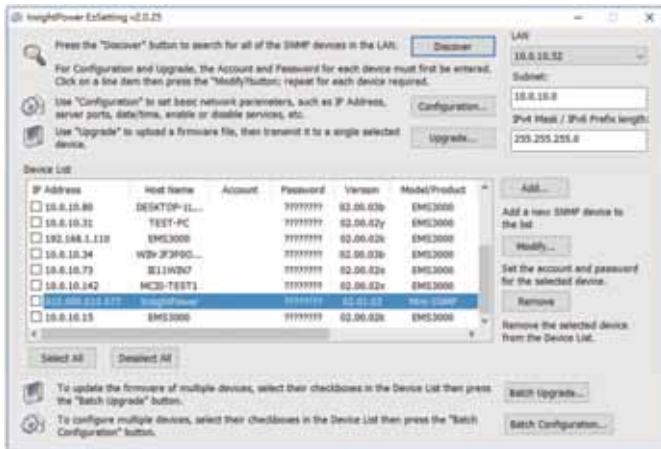 InsightPower EzSetting v2.0.25
Press the "Discover" button to search for all of the SNMP devices in the LAN.
Discover
For Configuration and Upgrade, the Account and Password for each device must first be entered.
Click on a line item then press the "Modify"button; repeat for each device required.
Use "Configuration" to set basic network parameters, such as IP Address,
server ports, date/time, enable or disable services, etc.
Configuration...
Use "Upgrade" to upload a firmware file, then transmit it to a single selected
device.
Upgrade...
LAN
10.0.10.52
Subnet:
10.0.10.0
IPv4 Mask / IPv6 Prefix length:
255.255.255.0
Device List
IP Address Host Name Account Password Version Model/Product
10.0.10.80 DESKTOP-1L... ???????? 02.00.03b EMS3000
10.0.10.31 TEST-PC ???????? 02.00.02y EMS3000
192.168.1.110 EMS3000 ???????? 02.00.02k EMS3000
10.0.10.34 ???????? EMS3000
10.0.10.73 IE11WIN7 ???????? EMS3000
10.0.10.142 MCIS-TEST1 ???????? EMS3000
InsightPower ???????? Mini-SNMP
10.0.10.15 EMS3000 ???????? 02.00.02k EMS3000
Add...
Add a new SNMP device to
the list
Modify...
Set the account and password
for the selected device.
Remove
Remove the selected device
from the Device List.
Select All
Deselect All
To update the firmware of multiple devices, select their checkboxes in the Device List then press
the "Batch Upgrade" button.
Batch Upgrade...
To configure multiple devices, select their checkboxes in the Device List then press the "Batch
Configuration" button.
Batch Configuration...